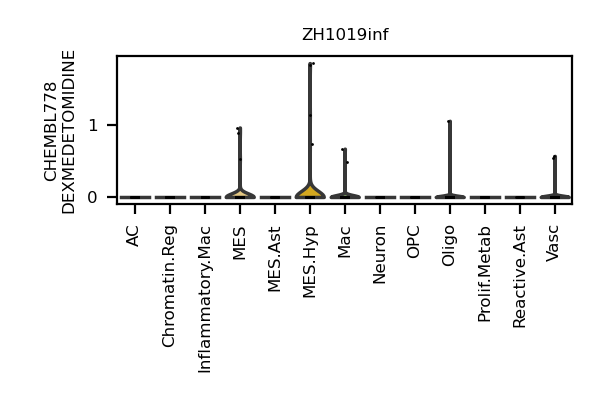 ZH1019inf
CHEMBL778
DEXMEDETOMIDINE
1
0
AC
Chromatin.Reg
Inflammatory.Mac
MES
MES.Ast
MES.Hyp
Mac
Neuron
OPC
Oligo
Prolif.Metab
Reactive.Ast
Vasc